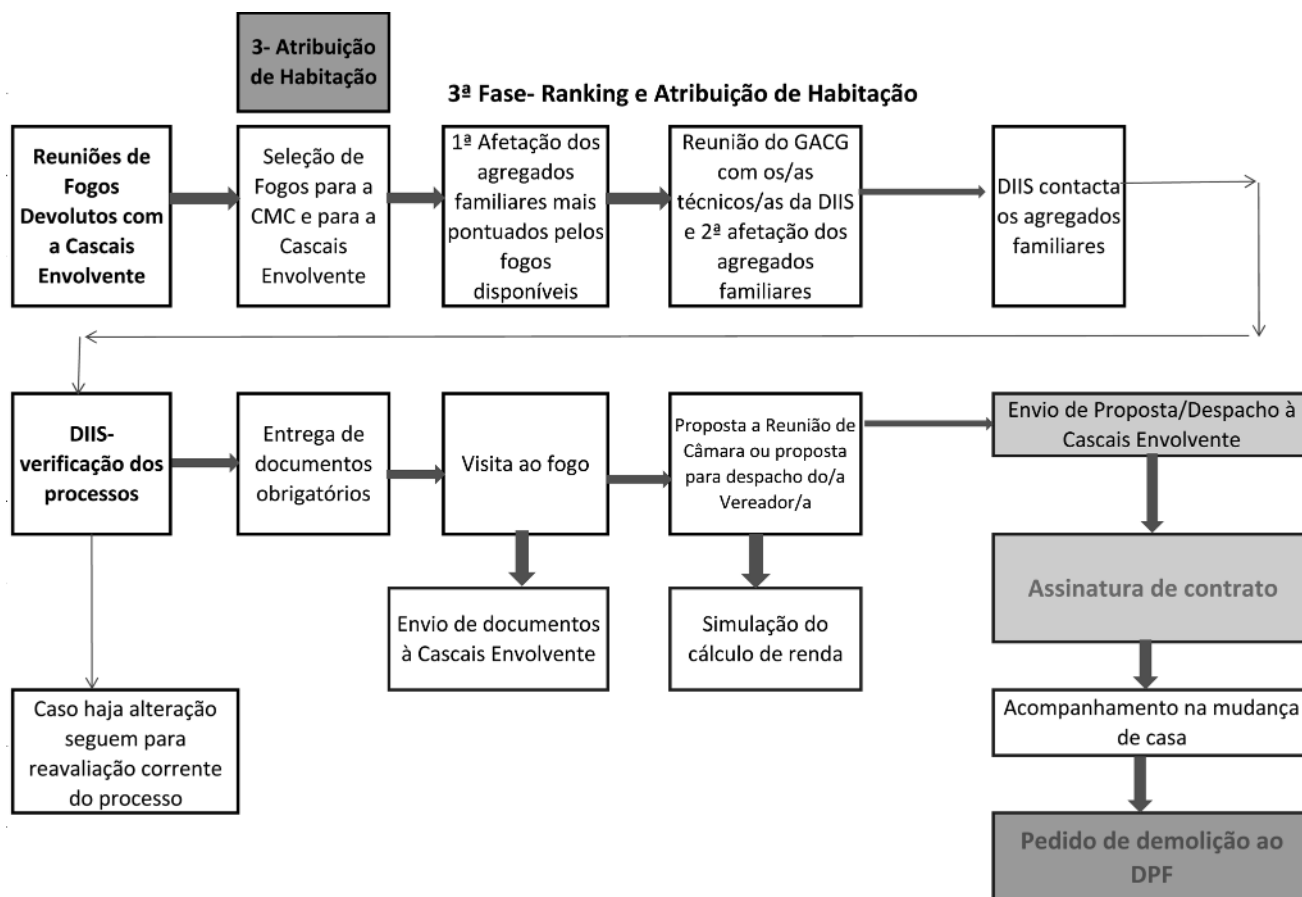 3- Atribuição
de Habitação
3ª Fase- Ranking e Atribuição de Habitação
Reuniões de
Fogos
Devolutos com
a Cascais
Envolvente
Seleção de
Fogos para a
CMC e para a
Cascais
Envolvente
1ª Afetação dos
agregados
familiares mais
pontuados pelos
fogos
disponíveis
Reunião do GACG
com os/as
técnicos/as da DIIS
e 2ª afetação dos
agregados
familiares
DIIS contacta
os agregados
familiares
DIIS-
verificação dos
processos
Entrega de
documentos
obrigatórios
Visita ao fogo
Proposta a Reunião de
Câmara ou proposta
para despacho do/a
Vereador/a
Envio de Proposta/Despacho à
Cascais Envolvente
Assinatura de contrato
Envio de documentos
à Cascais Envolvente
Simulação do
cálculo de renda
Caso haja alteração
seguem para
reavaliação corrente
do processo
Acompanhamento na mudança
de casa
Pedido de demolição ao
DPF